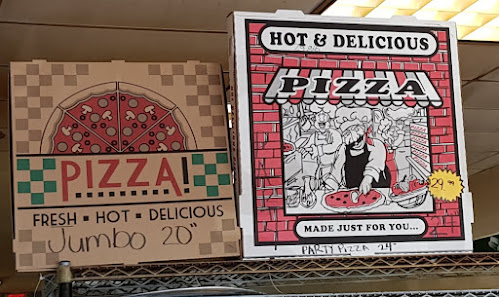 PIZZA!
FRESH ▪ HOT ▪ DELICIOUS
Jumbo 20"
HOT & DELICIOUS
PIZZA
29.99
MADE JUST FOR YOU...
PARTY PIZZA 24"